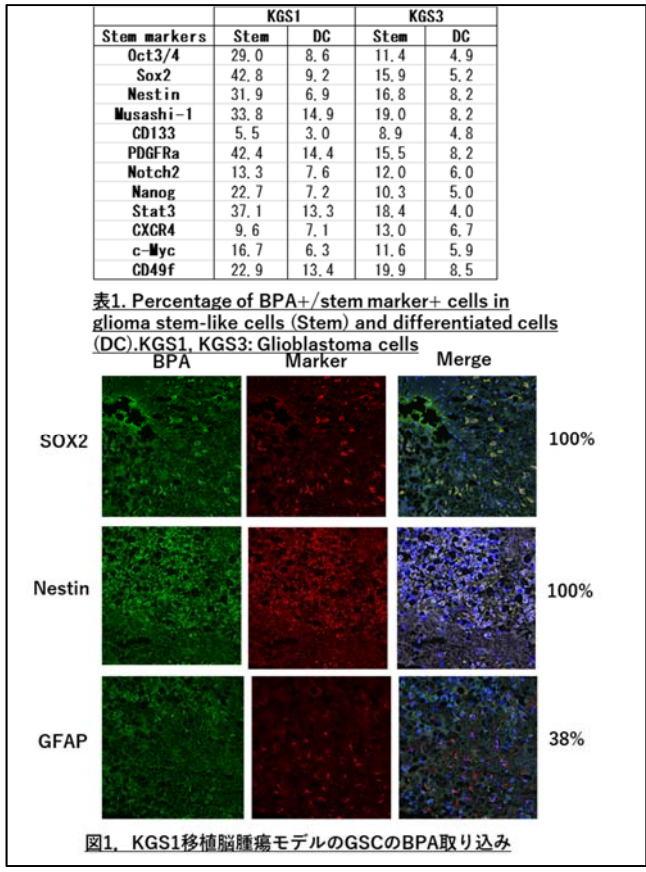 KGS1 KGS3
Stem markers Stem DC Stem DC
Oct3/4 29.0 8.6 11.4 4.9
Sox2 42.8 9.2 15.9 5.2
Nestin 31.9 6.9 16.8 8.2
Musashi-1 33.8 14.9 19.0 8.2
CD133 5.5 3.0 8.9 4.8
PDGFRa 42.4 14.4 15.5 8.2
Notch2 13.3 7.6 12.0 6.0
Nanog 22.7 7.2 10.3 5.0
Stat3 37.1 13.3 18.4 4.0
CXCR4 9.6 7.1 13.0 6.7
c-Myc 16.7 6.3 11.6 5.9
CD49f 22.9 13.4 19.9 8.5
表1. Percentage of BPA+/stem marker+ cells in
glioma stem-like cells (Stem) and differentiated cells
(DC).KGS1, KGS3: Glioblastoma cells
BPA Marker Merge
SOX2 100%
Nestin 100%
GFAP 38%
図1, KGS1移植脳腫瘍モデルのGSCのBPA取り込み